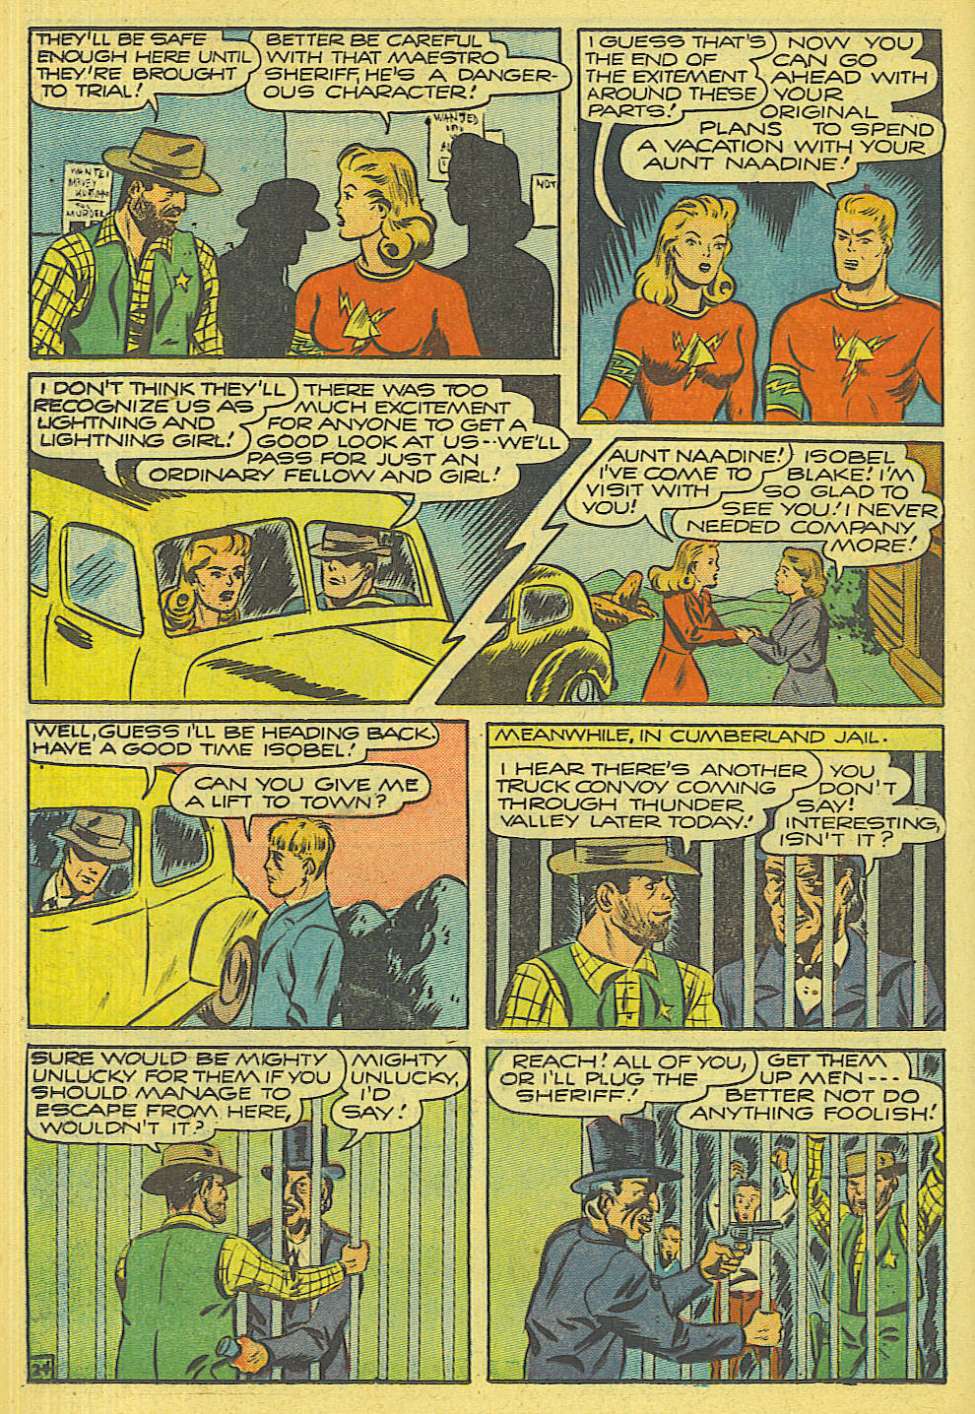 THEY'LL BE SAFE
ENOUGH HERE UNTIL
THEY'RE BROUGHT
TO TRIAL!
BETTER BE CAREFUL
WITH THAT MAESTRO
SHERIFF, HE'S A DANGER-
OUS CHARACTER!
WANTED
WANTED
HARVEY
FOR
MURDER
NOT
I GUESS THAT'S
THE END OF
THE EXITEMENT
AROUND THESE
PARTS!
NOW YOU
CAN GO
AHEAD WITH
YOUR
ORIGINAL
PLANS TO SPEND
A VACATION WITH YOUR
AUNT NAADINE!
I DON'T THINK THEY'LL
RECOGNIZE US AS
LIGHTNING AND
LIGHTNING GIRL!
THERE WAS TOO
MUCH EXCITEMENT
FOR ANYONE TO GET A
GOOD LOOK AT US--WE'LL
PASS FOR JUST AN
ORDINARY FELLOW AND GIRL!
AUNT NAADINE!
I'VE COME TO
VISIT WITH
YOU!
ISOBEL
BLAKE! I'M
SO GLAD TO
SEE YOU! I NEVER
NEEDED COMPANY
MORE!
WELL, GUESS I'LL BE HEADING BACK.
HAVE A GOOD TIME ISOBEL!
CAN YOU GIVE ME
A LIFT TO TOWN?
MEANWHILE, IN CUMBERLAND JAIL.
I HEAR THERE'S ANOTHER
TRUCK CONVOY COMING
THROUGH THUNDER
VALLEY LATER TODAY!
YOU
DON'T
SAY!
INTERESTING,
ISN'T IT?
SURE WOULD BE MIGHTY
UNLUCKY FOR THEM IF YOU
SHOULD MANAGE TO
ESCAPE FROM HERE,
WOULDN'T IT?
MIGHTY
UNLUCKY,
I'D
SAY!
24
REACH! ALL OF YOU,
OR I'LL PLUG THE
SHERIFF!
GET THEM
UP MEN---
BETTER NOT DO
ANYTHING FOOLISH!